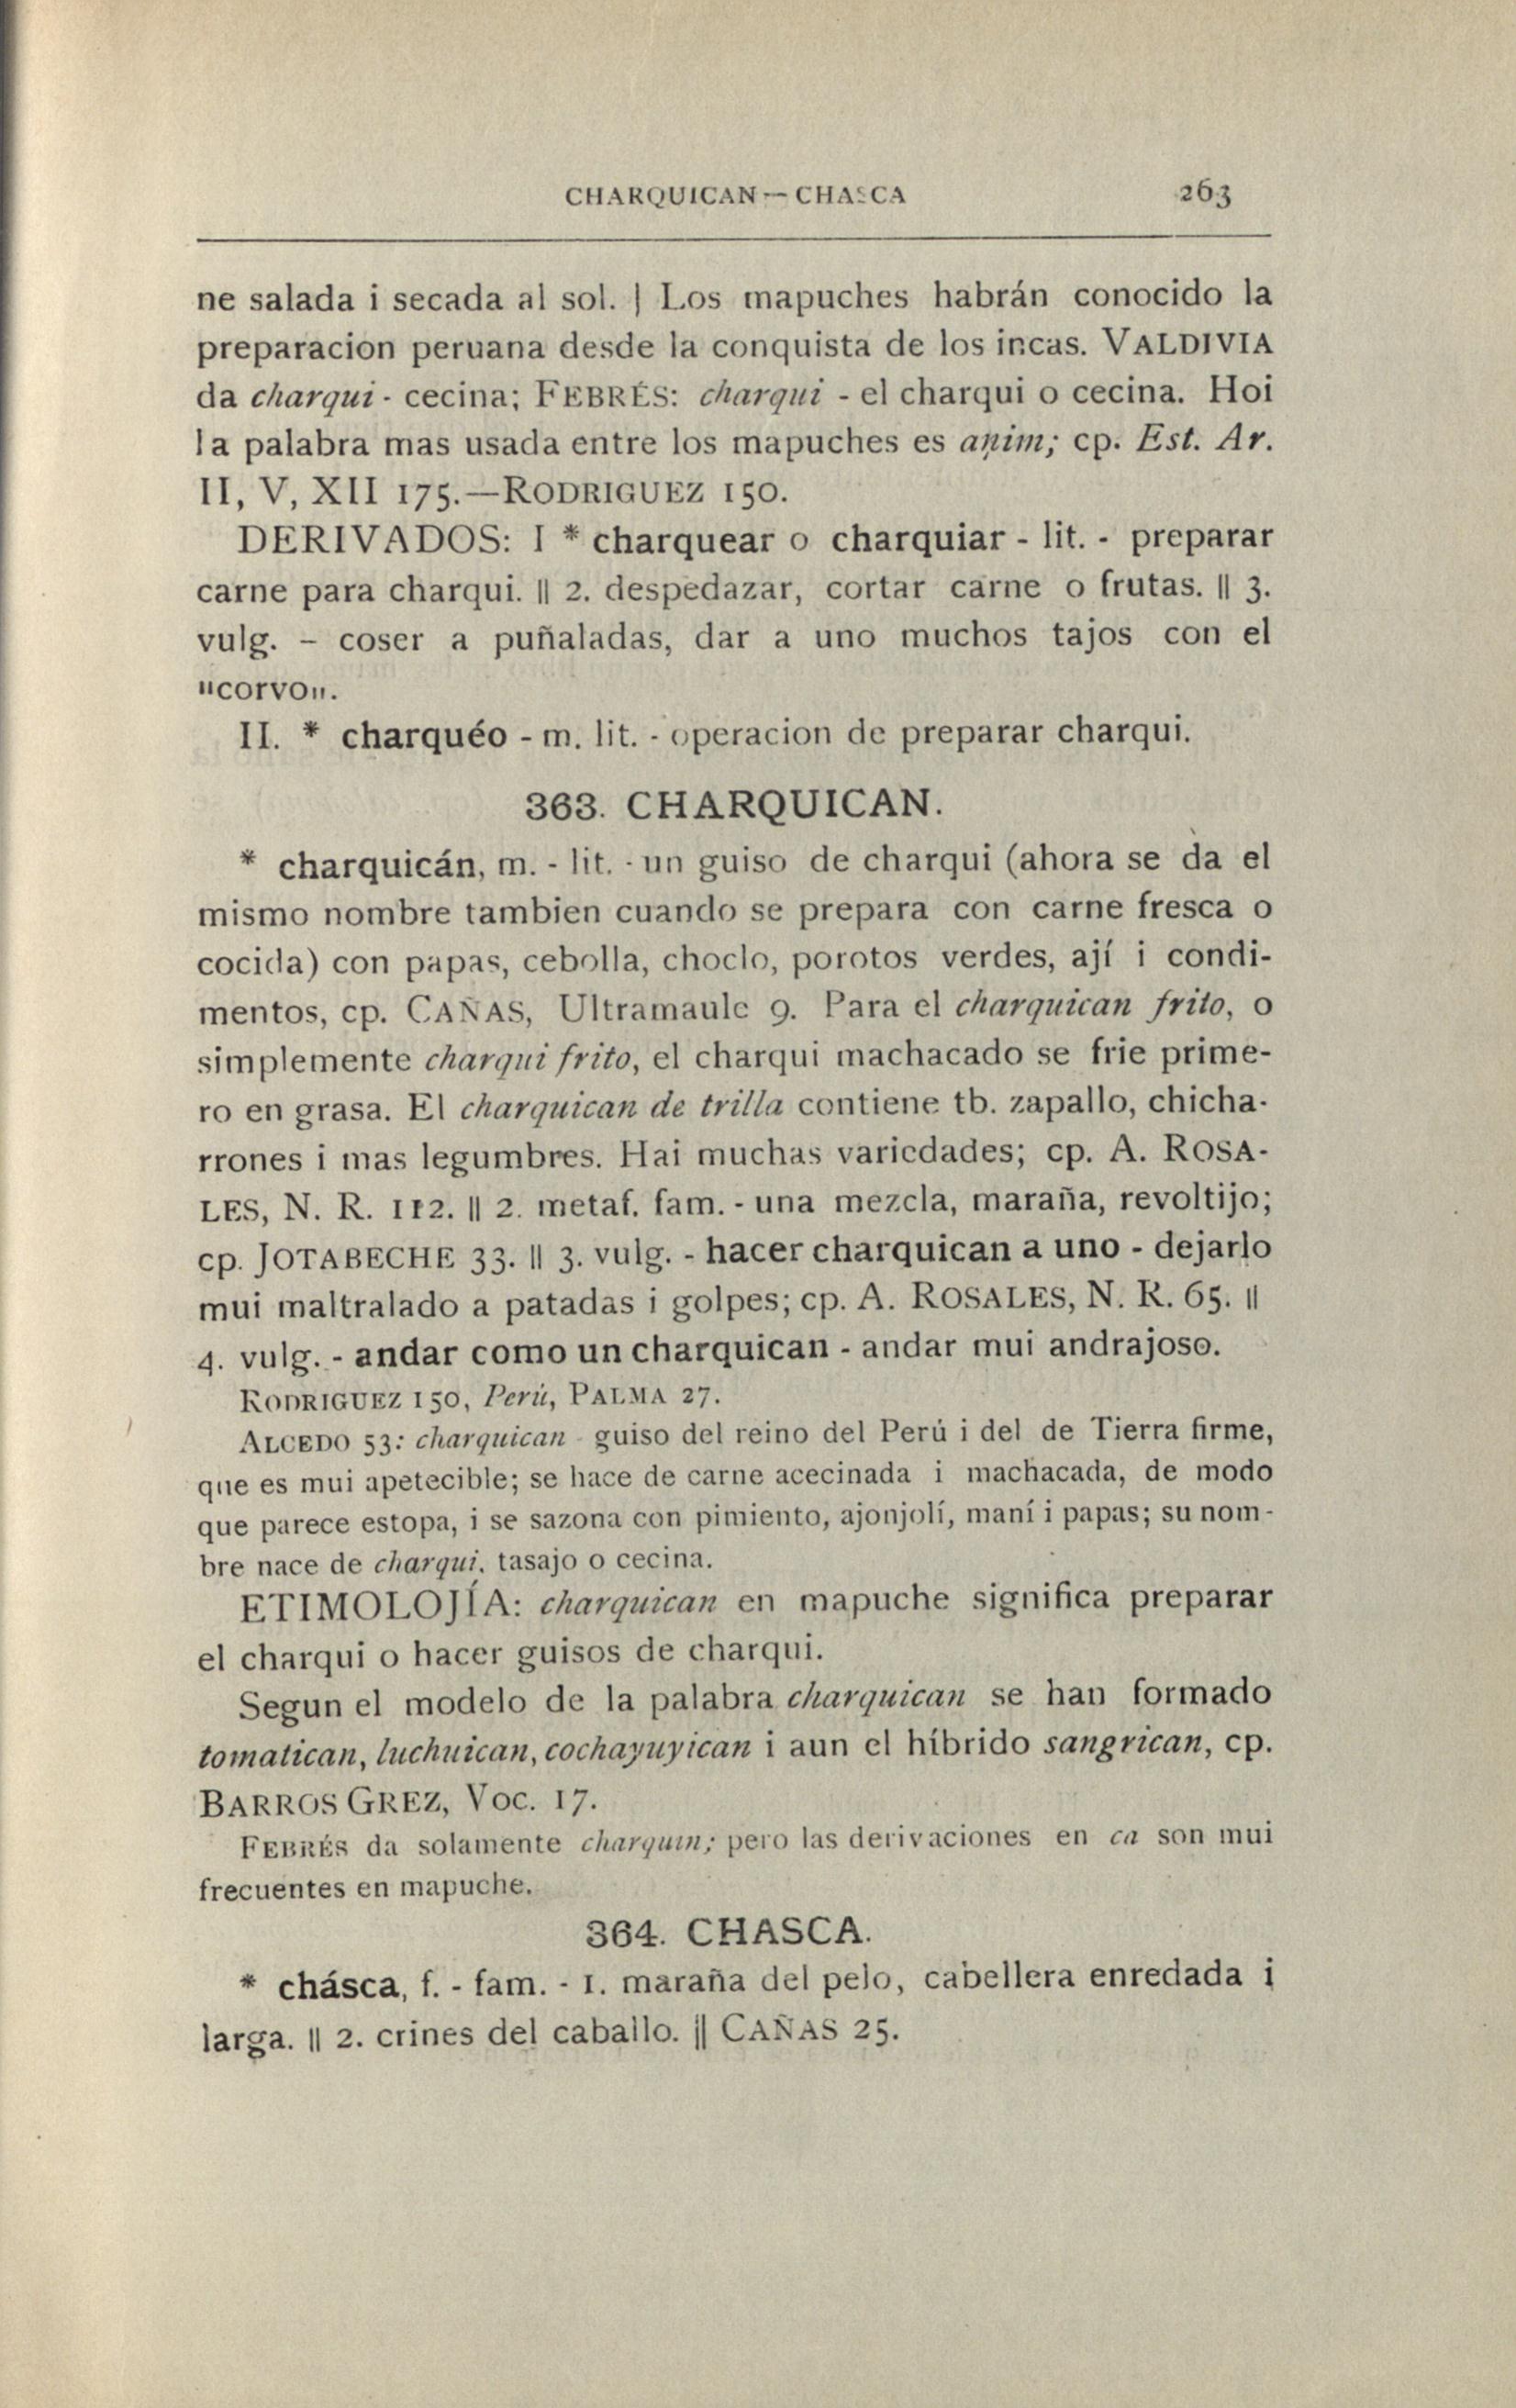 CHARQUICAN — CHASCA 263
ne salada i secada al sol. | Los mapuches habrán conocido la
preparacion peruana desde la conquista de los incas. VALDIVIA
da charqui - cecina; FEBRÉS: charqui - el charqui o cecina. Hoi
la palabra mas usada entre los mapuches es aṇim; cp. Est. Ar.
II, V, XII 175.—RODRIGUEZ 150.
DERIVADOS: I * charquear o charquiar - lit. - preparar
carne para charqui. || 2. despedazar, cortar carne o frutas. || 3.
vulg. - coser a puñaladas, dar a uno muchos tajos con el
"corvo".
II. * charquéo - m. lit. - operacion de preparar charqui.
363. CHARQUICAN.
* charquicán, m. - lit. - un guiso de charqui (ahora se da el
mismo nombre tambien cuando se prepara con carne fresca o
cocida) con papas, cebolla, choclo, porotos verdes, ají i condi-
mentos, cp. CAÑAS, Ultramaule 9. Para el charquican frito, o
simplemente charqui frito, el charqui machacado se frie prime-
ro en grasa. El charquican de trilla contiene tb. zapallo, chicha-
rrones i mas legumbres. Hai muchas variedades; cp. A. ROSA-
LES, N. R. 112. || 2. metaf. fam. - una mezcla, maraña, revoltijo;
cp. JOTABECHE 33. || 3. vulg. - hacer charquican a uno - dejarlo
mui maltralado a patadas i golpes; cp. A. ROSALES, N. R. 65. ||
4. vulg. - andar como un charquican - andar mui andrajoso.
RODRIGUEZ 150, Perú, PALMA 27.
ALCEDO 53: charquican - guiso del reino del Perú i del de Tierra firme,
que es mui apetecible; se hace de carne acecinada i machacada, de modo
que parece estopa, i se sazona con pimiento, ajonjolí, maní i papas; su nom-
bre nace de charqui, tasajo o cecina.
ETIMOLOJÍA: charquican en mapuche significa preparar
el charqui o hacer guisos de charqui.
Segun el modelo de la palabra charquican se han formado
tomatican, luchuican, cochayuyican i aun el híbrido sangrican, cp.
BARROS GREZ, Voc. 17.
FEBRÉS da solamente charquin; pero las derivaciones en ca son mui
frecuentes en mapuche.
364. CHASCA.
* chásca, f. - fam. - 1. maraña del pelo, cabellera enredada i
larga. || 2. crines del caballo. || CAÑAS 25.